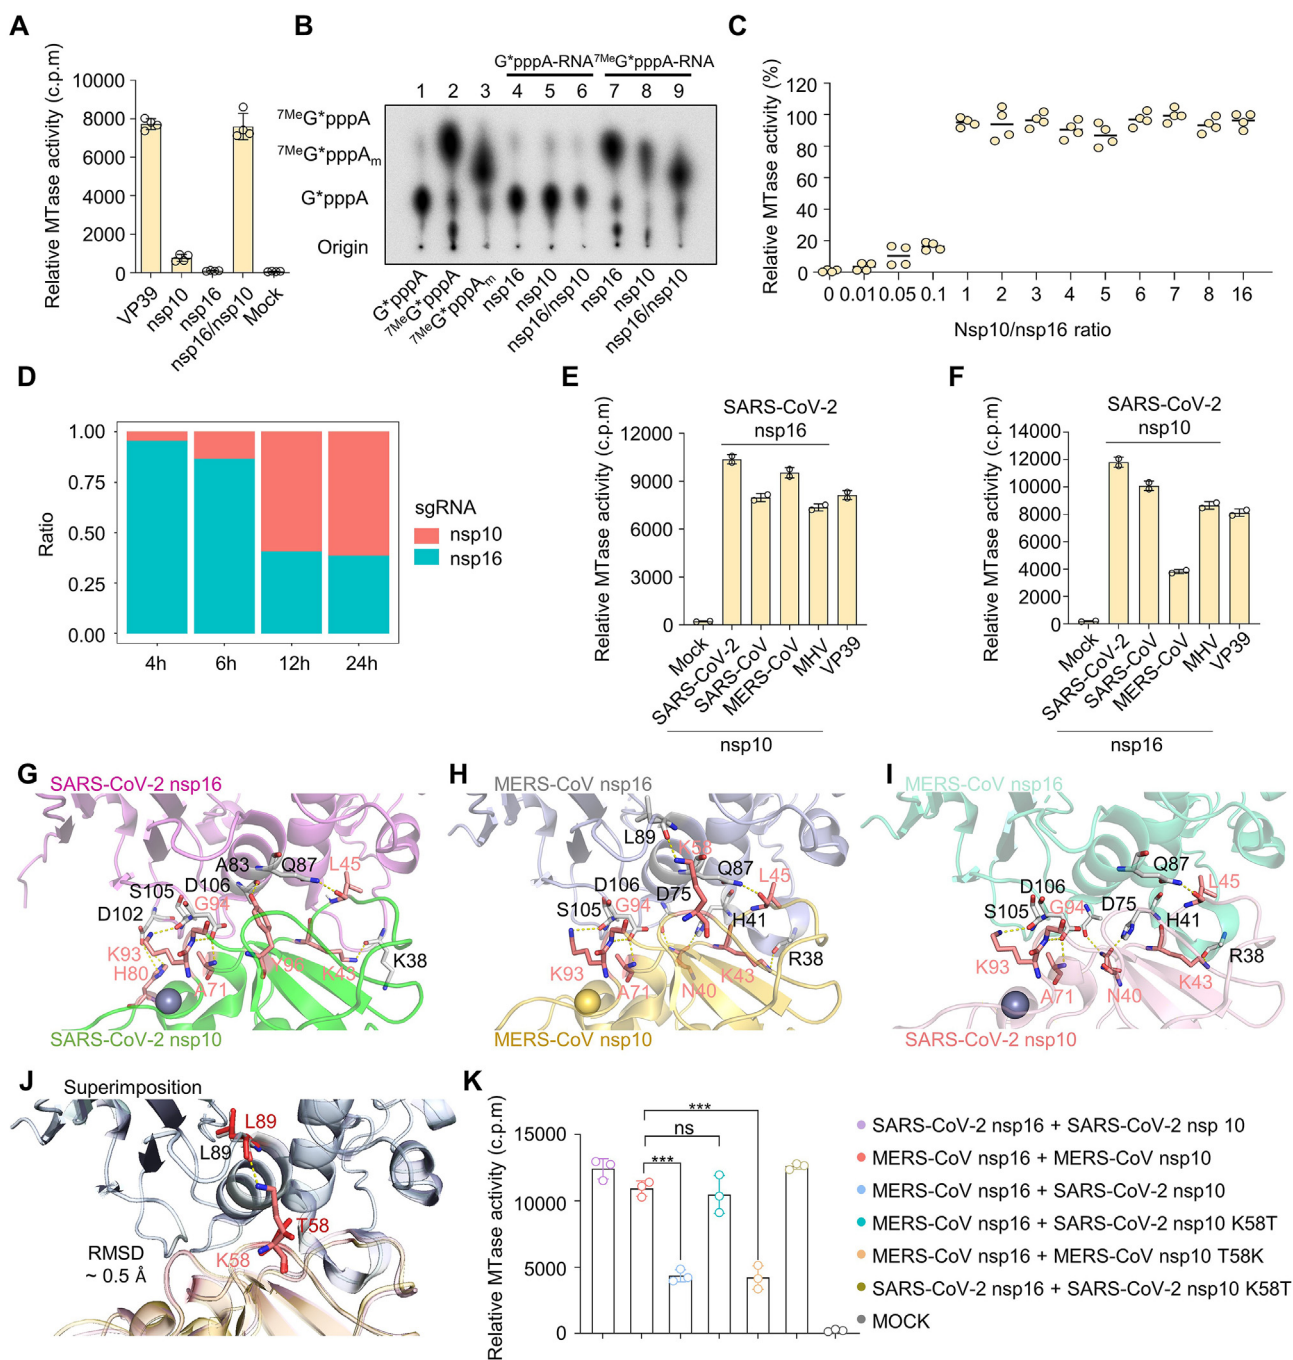 A
Relative MTase activity (c.p.m)
10000
8000
6000
4000
2000
0
VP39
nsp10
nsp16
nsp16/nsp10
Mock
B
G*pppA-RNA 7MeG*pppA-RNA
1 2 3 4 5 6 7 8 9
7MeG*pppA
7MeG*pppAm
G*pppA
Origin
G*pppA
7MeG*pppA
7MeG*pppAm
nsp16
nsp10
nsp16/nsp10
nsp16
nsp10
nsp16/nsp10
C
Relative MTase activity (%)
120
100
80
60
40
20
0
0 0.01 0.05 0.1 1 2 3 4 5 6 7 8 16
Nsp10/nsp16 ratio
D
Ratio
1.00
0.75
0.50
0.25
0.00
4h 6h 12h 24h
sgRNA
nsp10
nsp16
E
SARS-CoV-2
nsp16
Relative MTase activity (c.p.m)
12000
9000
6000
3000
0
Mock
SARS-CoV-2
SARS-CoV
MERS-CoV
MHV
VP39
nsp10
F
SARS-CoV-2
nsp10
Relative MTase activity (c.p.m)
14000
12000
10000
8000
6000
4000
2000
0
Mock
SARS-CoV-2
SARS-CoV
MERS-CoV
MHV
VP39
nsp16
G
SARS-CoV-2 nsp16
A83 Q87
L45
S105 D106
G94
D102
K93
H80
A71
Y96
K43
K38
SARS-CoV-2 nsp10
H
MERS-CoV nsp16
L89
K58
Q87
L45
D106
D75
S105
G94
H41
K93
A71
N40
K43
R38
MERS-CoV nsp10
I
MERS-CoV nsp16
Q87
L45
D106
D75
S105
G94
H41
K93
A71
N40
K43
R38
SARS-CoV-2 nsp10
J
Superimposition
L89
L89
T58
K58
RMSD
~ 0.5 Å
K
Relative MTase activity (c.p.m)
15000
10000
5000
0
***
ns
***
SARS-CoV-2 nsp16 + SARS-CoV-2 nsp 10
MERS-CoV nsp16 + MERS-CoV nsp10
MERS-CoV nsp16 + SARS-CoV-2 nsp10
MERS-CoV nsp16 + SARS-CoV-2 nsp10 K58T
MERS-CoV nsp16 + MERS-CoV nsp10 T58K
SARS-CoV-2 nsp16 + SARS-CoV-2 nsp10 K58T
MOCK